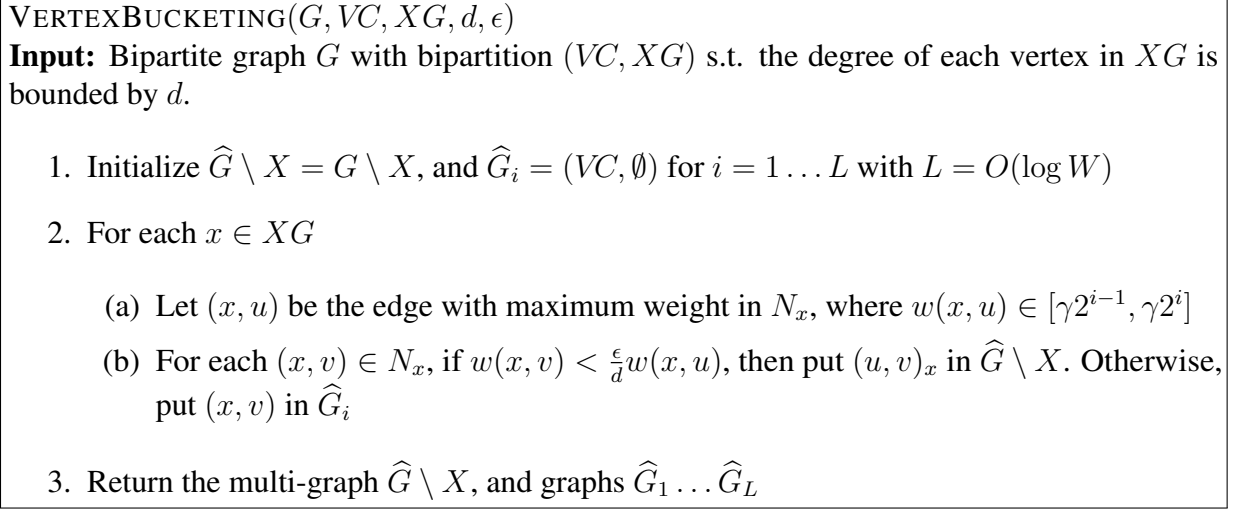 VERTEXBUCKETING(G, VC, XG, d, ϵ)
Input: Bipartite graph G with bipartition (VC, XG) s.t. the degree of each vertex in XG is
bounded by d.
1. Initialize Ĝ \ X = G \ X, and Ĝ_i = (VC, ∅) for i = 1 … L with L = O(log W)
2. For each x ∈ XG
(a) Let (x, u) be the edge with maximum weight in N_x, where w(x, u) ∈ [γ2^{i−1}, γ2^i]
(b) For each (x, v) ∈ N_x, if w(x, v) < ϵ/d w(x, u), then put (u, v)_x in Ĝ \ X. Otherwise,
put (x, v) in Ĝ_i
3. Return the multi-graph Ĝ \ X, and graphs Ĝ_1 … Ĝ_L